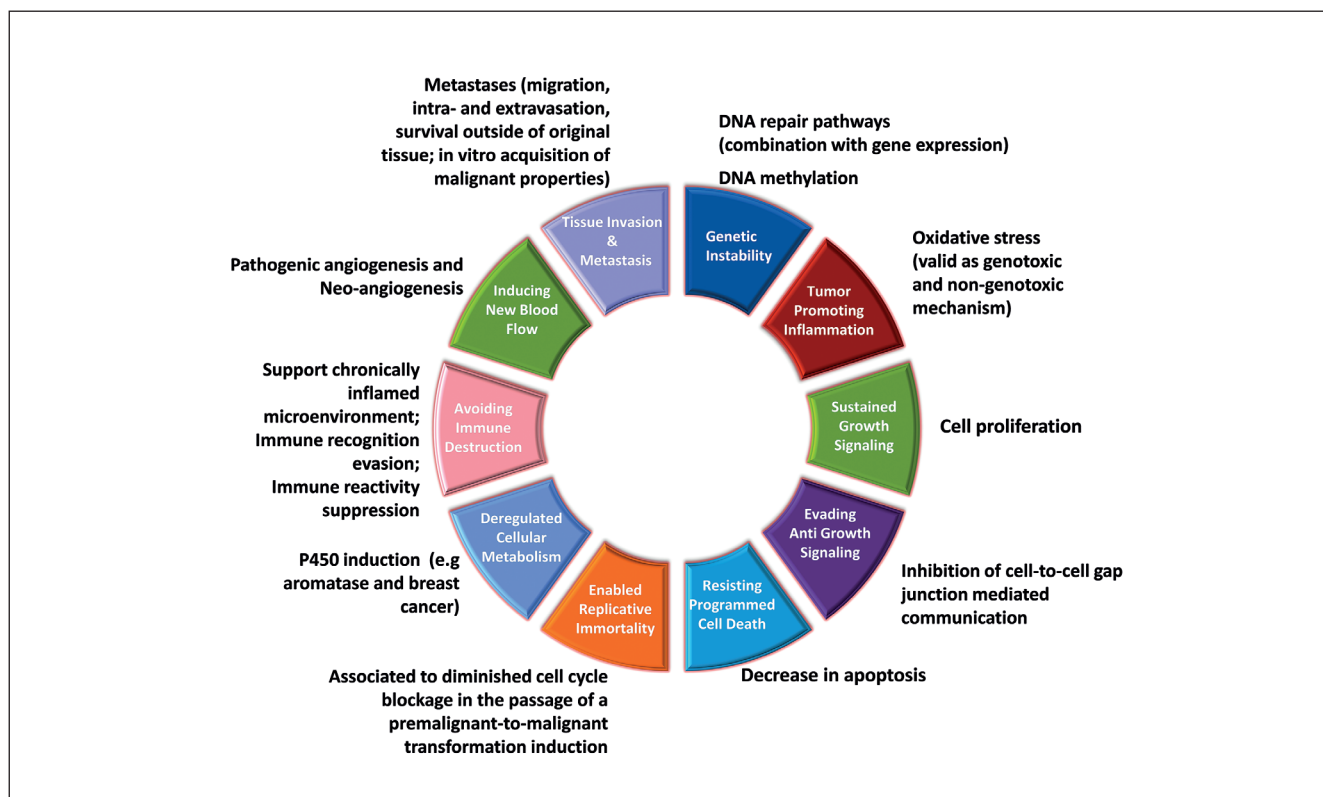 Metastases (migration,
intra- and extravasation,
survival outside of original
tissue; in vitro acquisition of
malignant properties)
DNA repair pathways
(combination with gene expression)
DNA methylation
Tissue Invasion
&
Metastasis
Genetic
Instability
Oxidative stress
(valid as genotoxic
and non-genotoxic
mechanism)
Tumor
Promoting
Inflammation
Pathogenic angiogenesis and
Neo-angiogenesis
Inducing
New Blood
Flow
Support chronically
inflamed
microenvironment;
Immune recognition
evasion;
Immune reactivity
suppression
Avoiding
Immune
Destruction
Sustained
Growth
Signaling
Cell proliferation
Deregulated
Cellular
Metabolism
P450 induction (e.g
aromatase and breast
cancer)
Evading
Anti Growth
Signaling
Inhibition of cell-to-cell gap
junction mediated
communication
Enabled
Replicative
Immortality
Resisting
Programmed
Cell Death
Associated to diminished cell cycle
blockage in the passage of a
premalignant-to-malignant
transformation induction
Decrease in apoptosis